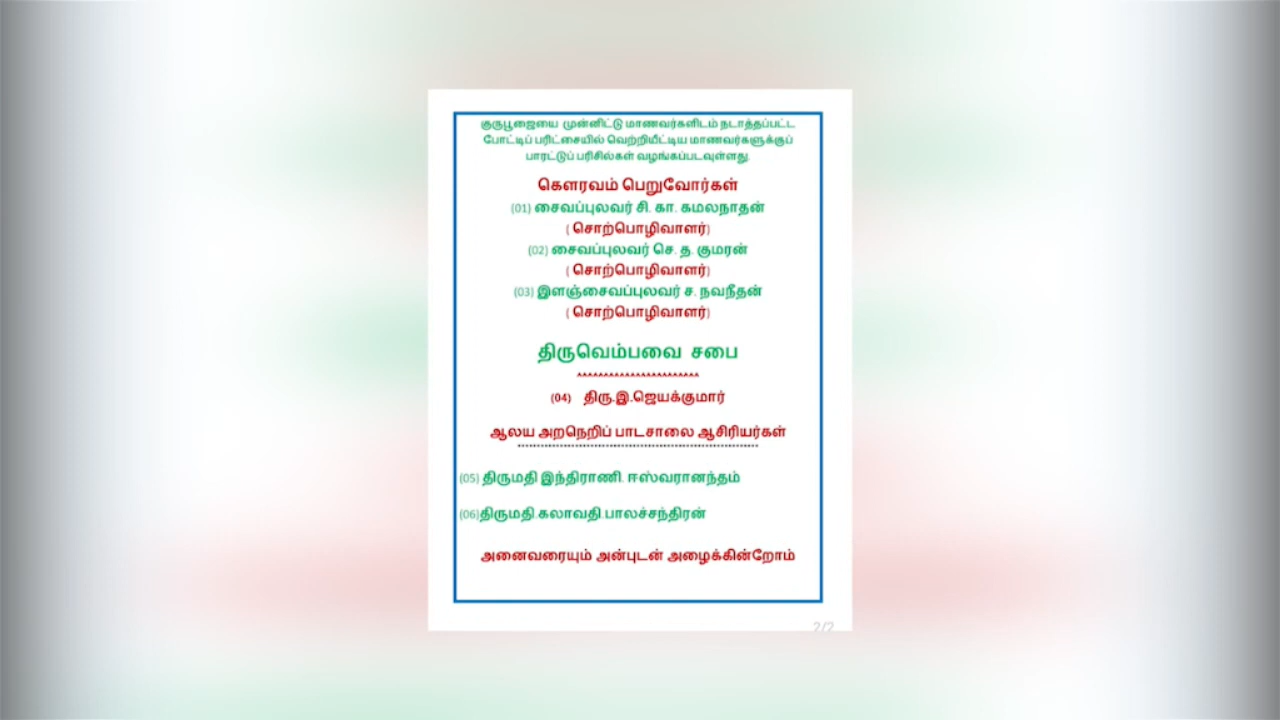 குருபூஜையை முன்னிட்டு மாணவர்களிடம் நடாத்தப்பட்ட
போட்டிப் பரிட்சையில் வெற்றியீட்டிய மாணவர்களுக்குப்
பாரட்டுப் பரிசில்கள் வழங்கப்படவுள்ளது.
கௌரவம் பெறுவோர்கள்
(01) சைவப்புலவர் சி. கா. கமலநாதன்
( சொற்பொழிவாளர்)
(02) சைவப்புலவர் செ. த. குமரன்
( சொற்பொழிவாளர்)
(03) இளஞ்சைவப்புலவர் ச. நவநீதன்
( சொற்பொழிவாளர்)
திருவெம்பவை சபை
(04) திரு.இ.ஜெயக்குமார்
ஆலய அறநெறிப் பாடசாலை ஆசிரியர்கள்
(05) திருமதி இந்திராணி. ஈஸ்வரானந்தம்
(06)திருமதி.கலாவதி.பாலச்சந்திரன்
அனைவரையும் அன்புடன் அழைக்கின்றோம்
2/2